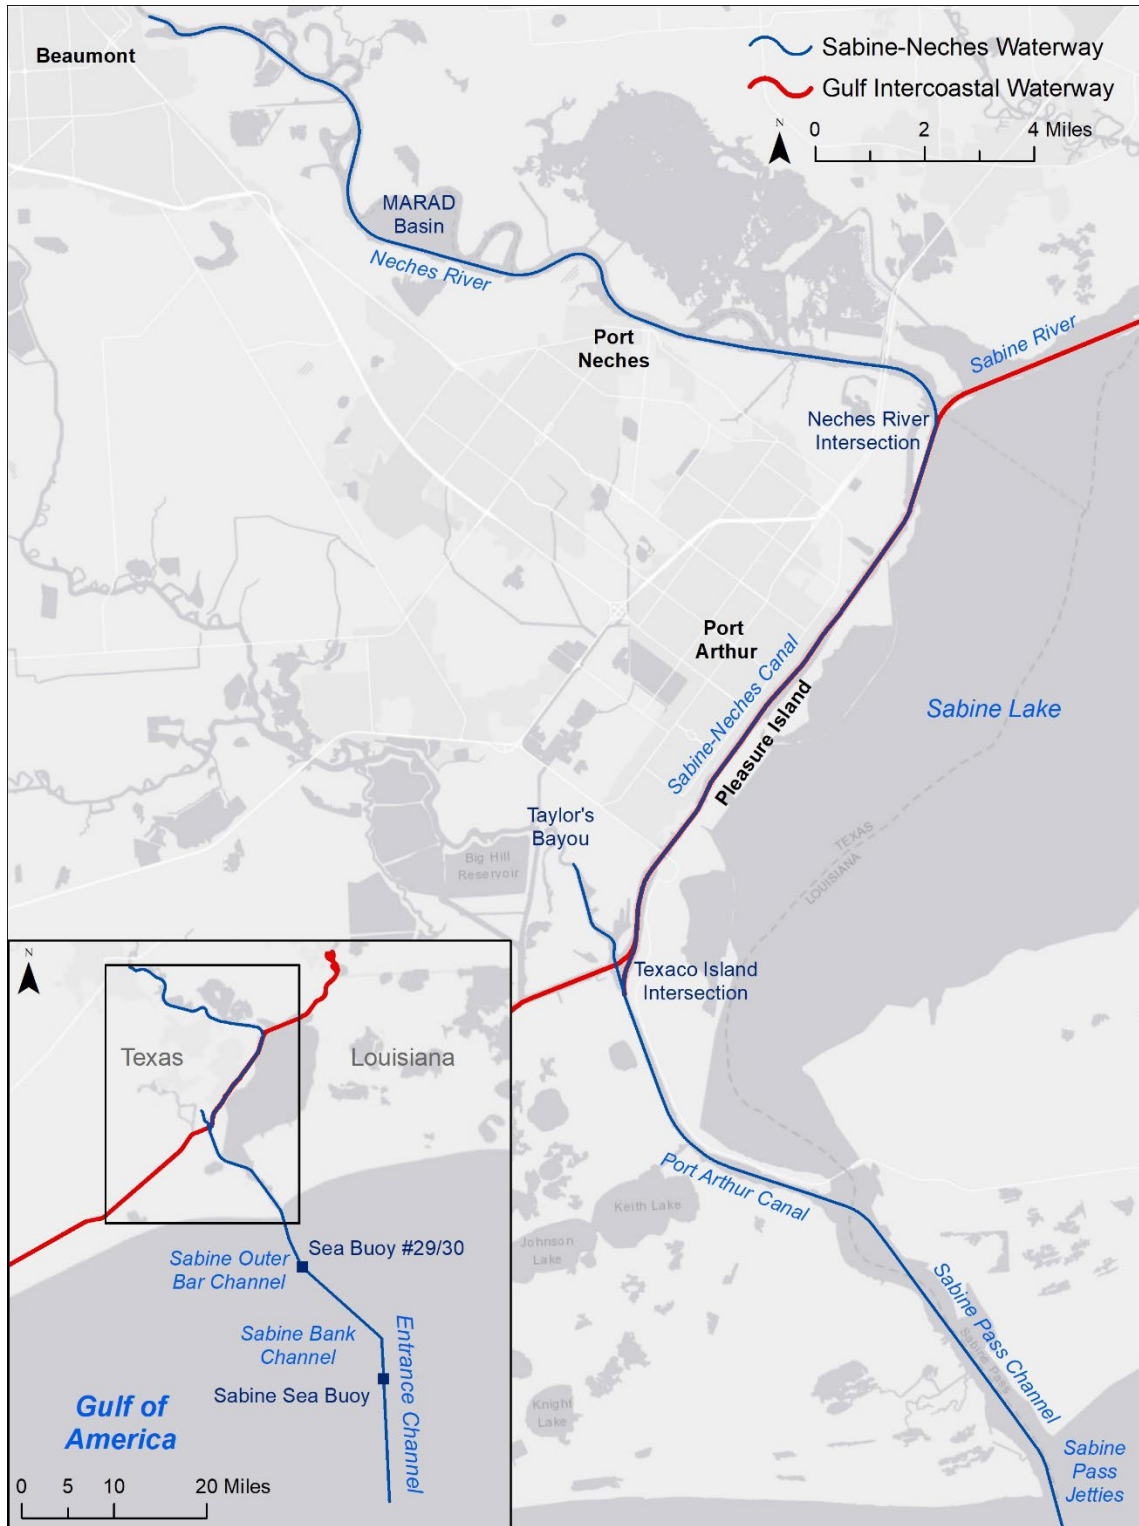 Beaumont
Sabine-Neches Waterway
Gulf Intercoastal Waterway
N
0 2 4 Miles
MARAD
Basin
Neches River
Port
Neches
Sabine River
Neches River
Intersection
Port
Arthur
Sabine-Neches Canal
Pleasure Island
Sabine Lake
TEXAS
LOUISIANA
Taylor's
Bayou
Big Hill
Reservoir
Texaco Island
Intersection
Port Arthur Canal
Keith Lake
Johnson
Lake
Sabine Pass Channel
Sabine Pass
Knight
Lake
Sabine
Pass
Jetties
N
Texas
Louisiana
Sea Buoy #29/30
Sabine Outer
Bar Channel
Sabine Bank
Channel
Entrance Channel
Sabine Sea Buoy
Gulf of
America
0 5 10 20 Miles